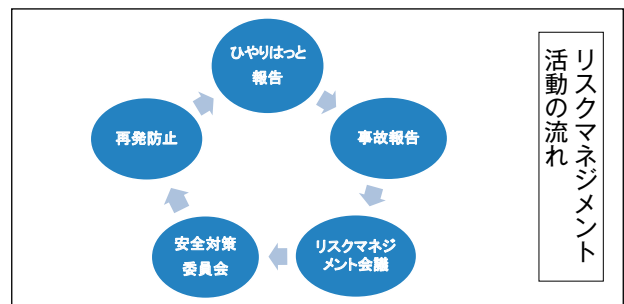 リスクマネジメント
活動の流れ
ひやりはっと
報告
事故報告
リスクマネジ
メント会議
安全対策
委員会
再発防止